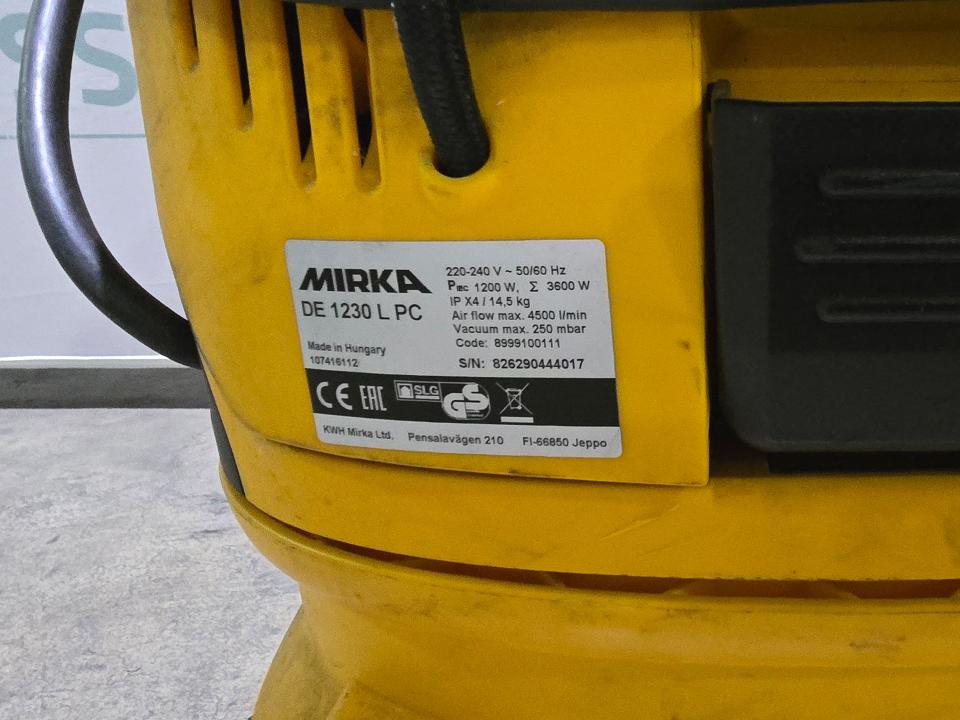 SS
MIRKA
DE 1230 L PC
Made in Hungary
107416112
220-240 V ~ 50/60 Hz
PIEC 1200 W, Σ 3600 W
IP X4 / 14,5 kg
Air flow max. 4500 l/min
Vacuum max. 250 mbar
Code: 8999100111
S/N: 826290444017
CE EAC SLG GS
KWH Mirka Ltd. Pensalavägen 210 FI-66850 Jeppo